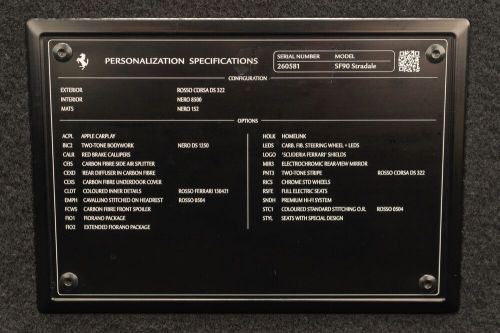 PERSONALIZATION SPECIFICATIONS
SERIAL NUMBER MODEL
260581 SF90 Stradale
CONFIGURATION
EXTERIOR ROSSO CORSA DS 322
INTERIOR NERO 8500
MATS NERO 152
OPTIONS
ACPL APPLE CARPLAY
BIC2 TWO-TONE BODYWORK NERO DS 1250
CALR RED BRAKE CALLIPERS
CEIS CARBON FIBRE SIDE AIR SPLITTER
CEXD REAR DIFFUSER IN CARBON FIBRE
CEXS CARBON FIBRE UNDERDOOR COVER
CLDT COLOURED INNER DETAILS ROSSO FERRARI 130421
EMPH CAVALLINO STITCHED ON HEADREST ROSSO 0504
FCWS CARBON FIBRE FRONT SPOILER
FIO1 FIORANO PACKAGE
FIO2 EXTENDED FIORANO PACKAGE
HOLK HOMELINK
LEDS CARB. FIB. STEERING WHEEL + LEDS
LOGO 'SCUDERIA FERRARI' SHIELDS
MIR3 ELECTROCHROMIC REAR-VIEW MIRROR
PNT3 TWO-TONE STRIPE ROSSO CORSA DS 322
RICS CHROME STD WHEELS
RSFE FULL ELECTRIC SEATS
SNDH PREMIUM HI-FI SYSTEM
STC1 COLOURED STANDARD STITCHING O.R. ROSSO 0504
STYL SEATS WITH SPECIAL DESIGN